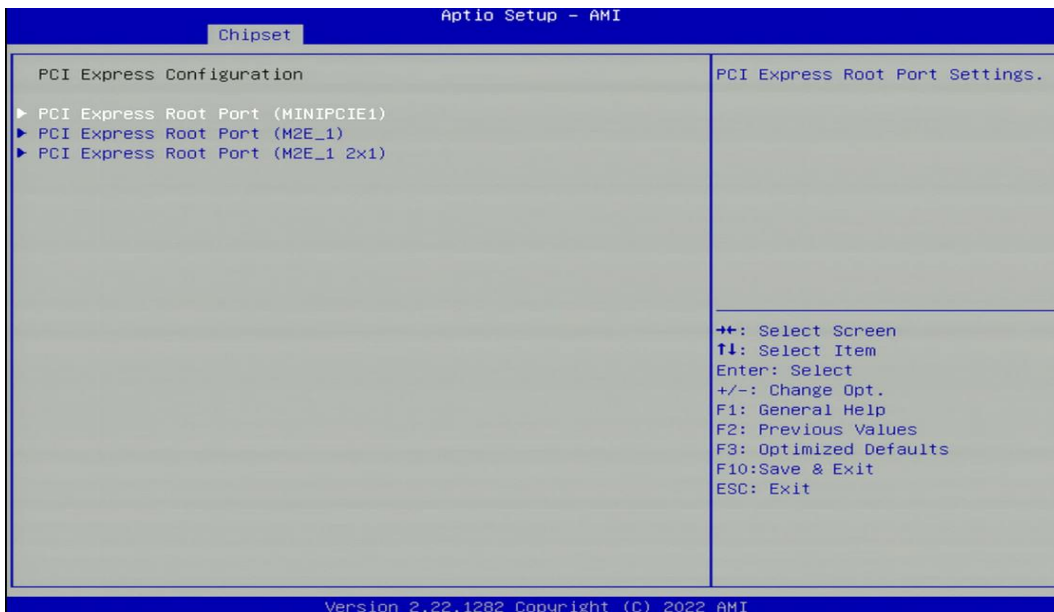 Aptio Setup – AMI
Chipset
PCI Express Configuration
▶ PCI Express Root Port (MINIPCIE1)
▶ PCI Express Root Port (M2E_1)
▶ PCI Express Root Port (M2E_1 2x1)
PCI Express Root Port Settings.
→←: Select Screen
↑↓: Select Item
Enter: Select
+/-: Change Opt.
F1: General Help
F2: Previous Values
F3: Optimized Defaults
F10:Save & Exit
ESC: Exit
Version 2.22.1282 Copyright (C) 2022 AMI